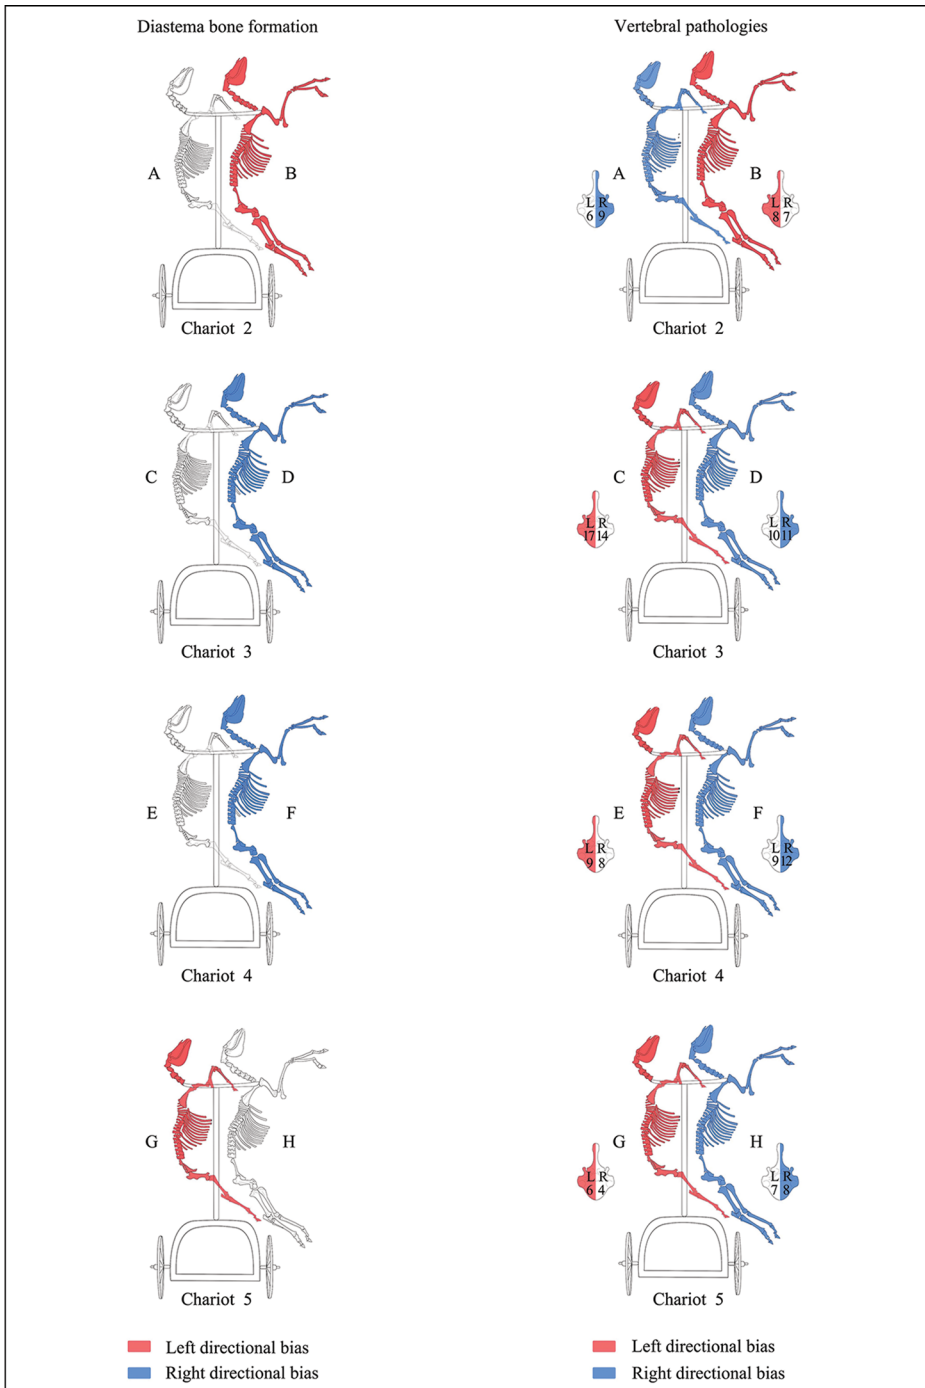 Diastema bone formation
Vertebral pathologies
A
B
Chariot 2
A
B
L R
6 9
L R
8 7
Chariot 2
C
D
Chariot 3
C
D
L R
17 14
L R
10 11
Chariot 3
E
F
Chariot 4
E
F
L R
9 8
L R
9 12
Chariot 4
G
H
Chariot 5
G
H
L R
6 4
L R
7 8
Chariot 5
Left directional bias
Right directional bias
Left directional bias
Right directional bias